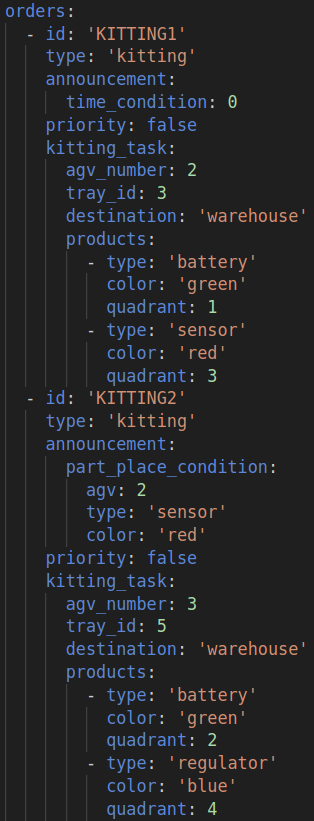 orders:
  - id: 'KITTING1'
    type: 'kitting'
    announcement:
      time_condition: 0
    priority: false
    kitting_task:
      agv_number: 2
      tray_id: 3
      destination: 'warehouse'
      products:
        - type: 'battery'
          color: 'green'
          quadrant: 1
        - type: 'sensor'
          color: 'red'
          quadrant: 3
  - id: 'KITTING2'
    type: 'kitting'
    announcement:
      part_place_condition:
        agv: 2
        type: 'sensor'
        color: 'red'
    priority: false
    kitting_task:
      agv_number: 3
      tray_id: 5
      destination: 'warehouse'
      products:
        - type: 'battery'
          color: 'green'
          quadrant: 2
        - type: 'regulator'
          color: 'blue'
          quadrant: 4